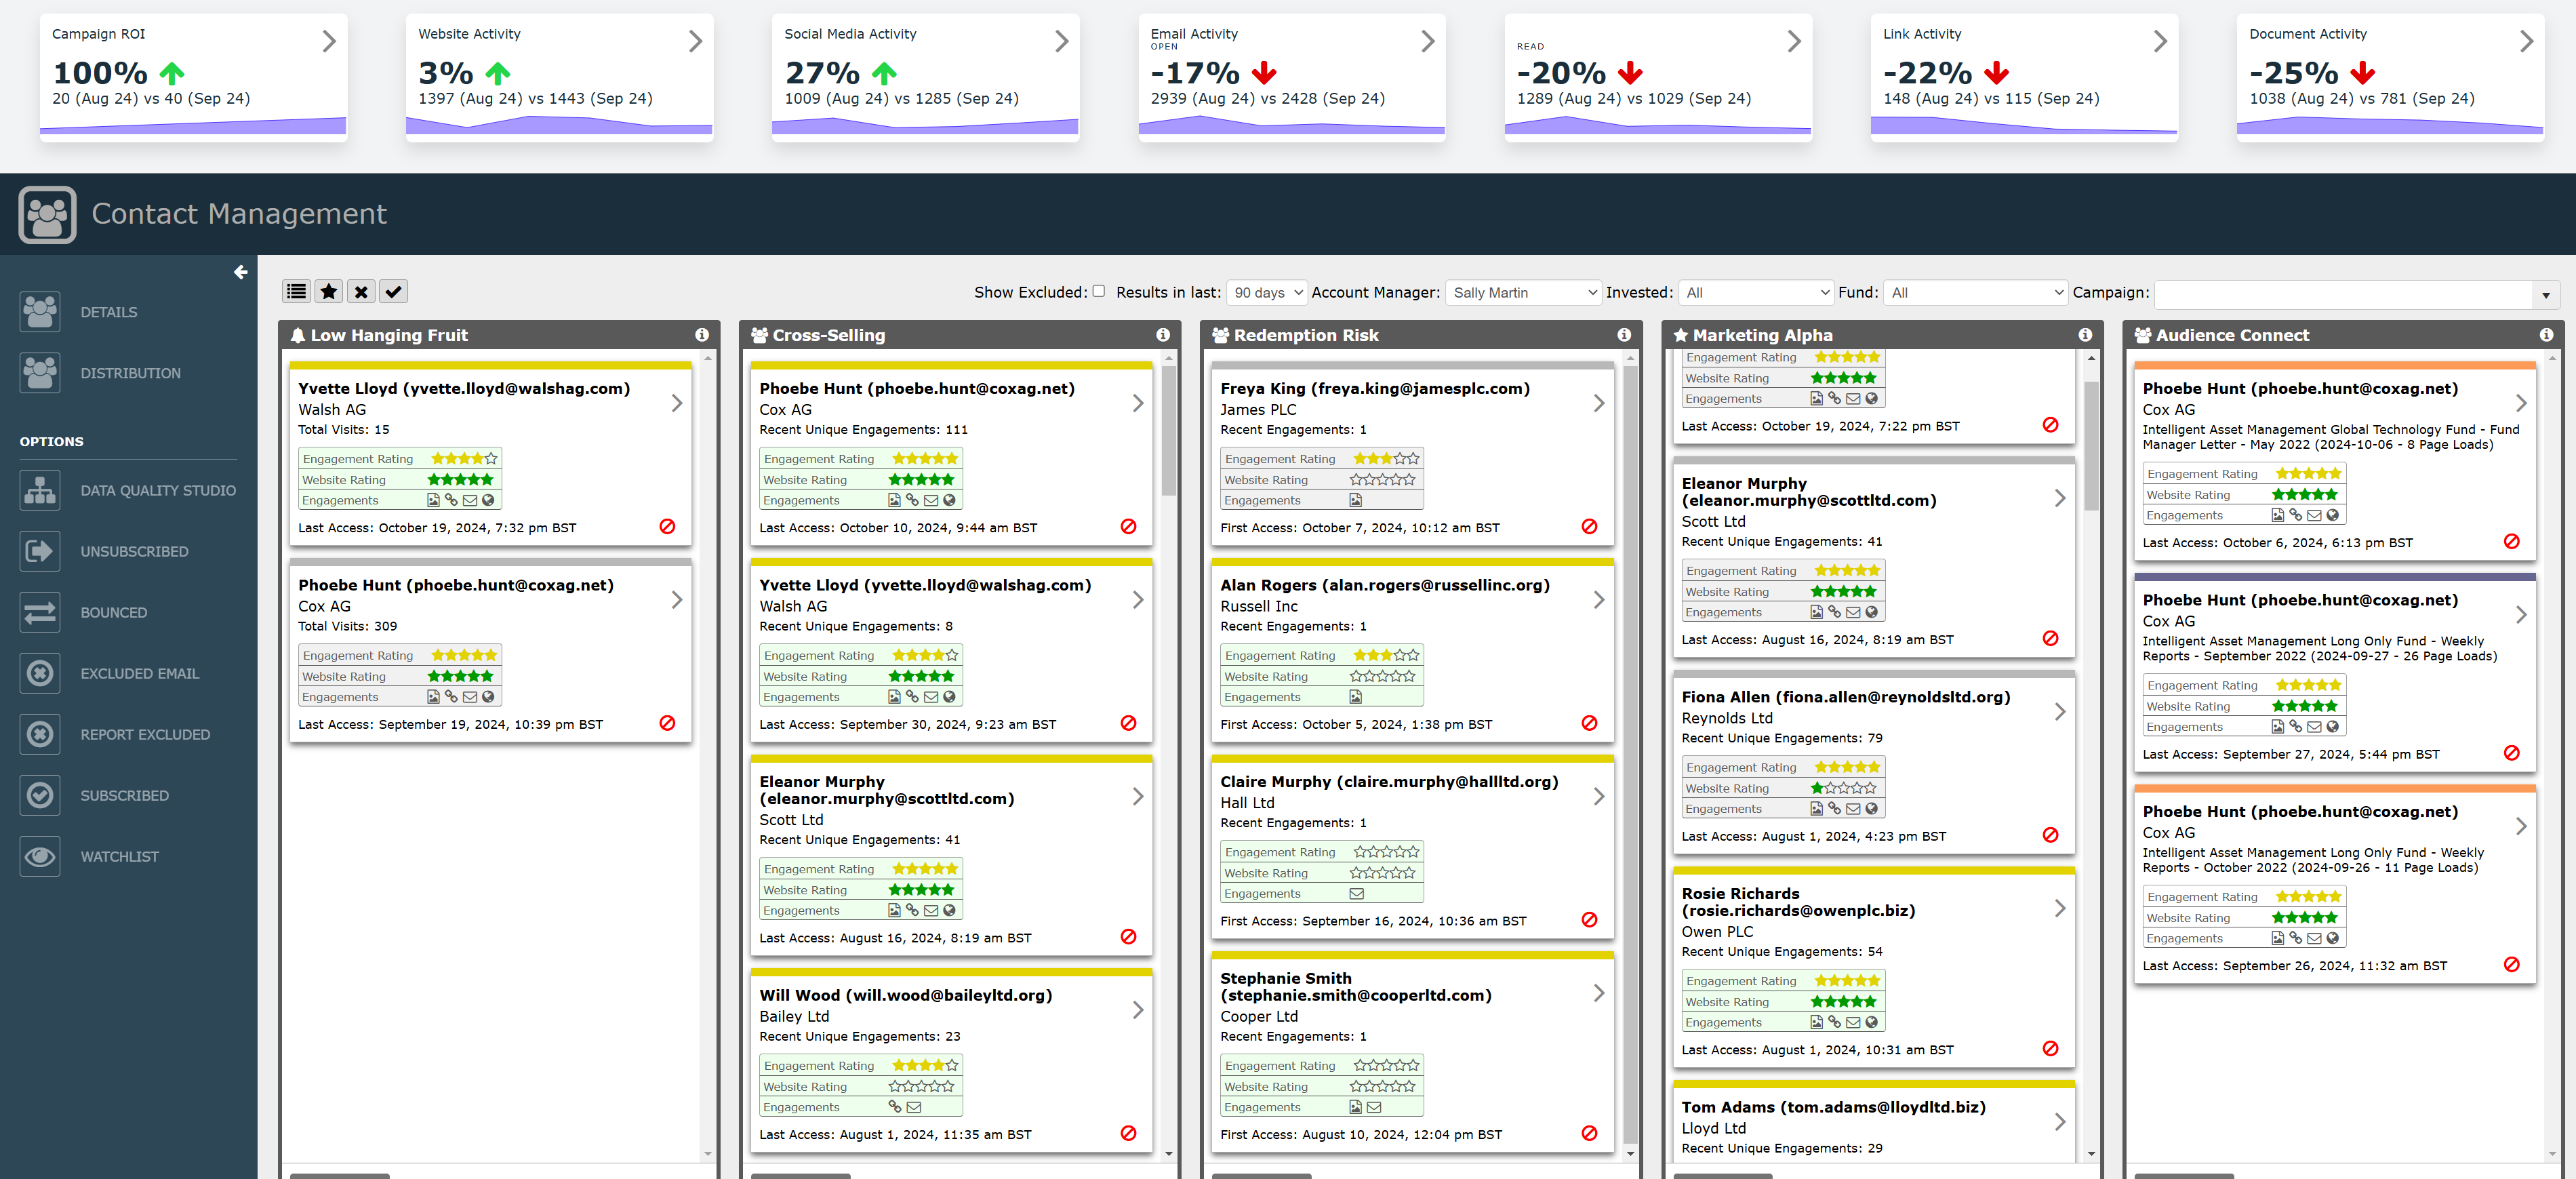 Campaign ROI
100%
20 (Aug 24) vs 40 (Sep 24)
Website Activity
3%
1397 (Aug 24) vs 1443 (Sep 24)
Social Media Activity
27%
1009 (Aug 24) vs 1285 (Sep 24)
Email Activity
OPEN
-17%
2939 (Aug 24) vs 2428 (Sep 24)
READ
-20%
1289 (Aug 24) vs 1029 (Sep 24)
Link Activity
-22%
148 (Aug 24) vs 115 (Sep 24)
Document Activity
-25%
1038 (Aug 24) vs 781 (Sep 24)
Contact Management
DETAILS
DISTRIBUTION
OPTIONS
DATA QUALITY STUDIO
UNSUBSCRIBED
BOUNCED
EXCLUDED EMAIL
REPORT EXCLUDED
SUBSCRIBED
WATCHLIST
Show Excluded: Results in last: 90 days Account Manager: Sally Martin Invested: All Fund: All Campaign:
Low Hanging Fruit
Yvette Lloyd (yvette.lloyd@walshag.com)
Walsh AG
Total Visits: 15
Engagement Rating
Website Rating
Engagements
Last Access: October 19, 2024, 7:32 pm BST
Phoebe Hunt (phoebe.hunt@coxag.net)
Cox AG
Total Visits: 309
Engagement Rating
Website Rating
Engagements
Last Access: September 19, 2024, 10:39 pm BST
Cross-Selling
Phoebe Hunt (phoebe.hunt@coxag.net)
Cox AG
Recent Unique Engagements: 111
Engagement Rating
Website Rating
Engagements
Last Access: October 10, 2024, 9:44 am BST
Yvette Lloyd (yvette.lloyd@walshag.com)
Walsh AG
Recent Unique Engagements: 8
Engagement Rating
Website Rating
Engagements
Last Access: September 30, 2024, 9:23 am BST
Eleanor Murphy
(eleanor.murphy@scottltd.com)
Scott Ltd
Recent Unique Engagements: 41
Engagement Rating
Website Rating
Engagements
Last Access: August 16, 2024, 8:19 am BST
Will Wood (will.wood@baileyltd.org)
Bailey Ltd
Recent Unique Engagements: 23
Engagement Rating
Website Rating
Engagements
Last Access: August 1, 2024, 11:35 am BST
Redemption Risk
Freya King (freya.king@jamesplc.com)
James PLC
Recent Engagements: 1
Engagement Rating
Website Rating
Engagements
First Access: October 7, 2024, 10:12 am BST
Alan Rogers (alan.rogers@russellinc.org)
Russell Inc
Recent Engagements: 1
Engagement Rating
Website Rating
Engagements
First Access: October 5, 2024, 1:38 pm BST
Claire Murphy (claire.murphy@hallltd.org)
Hall Ltd
Recent Engagements: 1
Engagement Rating
Website Rating
Engagements
First Access: September 16, 2024, 10:36 am BST
Stephanie Smith
(stephanie.smith@cooperltd.com)
Cooper Ltd
Recent Engagements: 1
Engagement Rating
Website Rating
Engagements
First Access: August 10, 2024, 12:04 pm BST
Marketing Alpha
Engagement Rating
Website Rating
Engagements
Last Access: October 19, 2024, 7:22 pm BST
Eleanor Murphy
(eleanor.murphy@scottltd.com)
Scott Ltd
Recent Unique Engagements: 41
Engagement Rating
Website Rating
Engagements
Last Access: August 16, 2024, 8:19 am BST
Fiona Allen (fiona.allen@reynoldsltd.org)
Reynolds Ltd
Recent Unique Engagements: 79
Engagement Rating
Website Rating
Engagements
Last Access: August 1, 2024, 4:23 pm BST
Rosie Richards
(rosie.richards@owenplc.biz)
Owen PLC
Recent Unique Engagements: 54
Engagement Rating
Website Rating
Engagements
Last Access: August 1, 2024, 10:31 am BST
Tom Adams (tom.adams@lloydltd.biz)
Lloyd Ltd
Recent Unique Engagements: 29
Audience Connect
Phoebe Hunt (phoebe.hunt@coxag.net)
Cox AG
Intelligent Asset Management Global Technology Fund - Fund
Manager Letter - May 2022 (2024-10-06 - 8 Page Loads)
Engagement Rating
Website Rating
Engagements
Last Access: October 6, 2024, 6:13 pm BST
Phoebe Hunt (phoebe.hunt@coxag.net)
Cox AG
Intelligent Asset Management Long Only Fund - Weekly
Reports - September 2022 (2024-09-27 - 26 Page Loads)
Engagement Rating
Website Rating
Engagements
Last Access: September 27, 2024, 5:44 pm BST
Phoebe Hunt (phoebe.hunt@coxag.net)
Cox AG
Intelligent Asset Management Long Only Fund - Weekly
Reports - October 2022 (2024-09-26 - 11 Page Loads)
Engagement Rating
Website Rating
Engagements
Last Access: September 26, 2024, 11:32 am BST